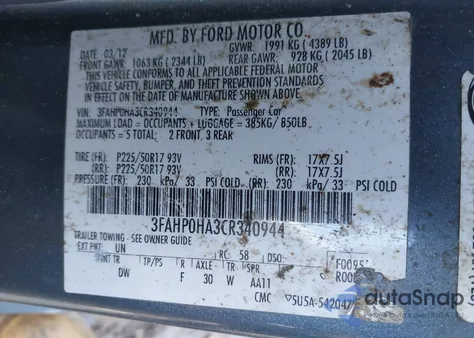 MFD. BY FORD MOTOR CO.
DATE: 03/12 GVWR: 1991 KG (4389 LB)
FRONT GAWR: 1063 KG (2344 LB) REAR GAWR: 928 KG (2045 LB)
THIS VEHICLE CONFORMS TO ALL APPLICABLE FEDERAL MOTOR
VEHICLE SAFETY, BUMPER, AND THEFT PREVENTION STANDARDS
IN EFFECT ON THE DATE OF MANUFACTURE SHOWN ABOVE.
VIN: 3FAHP0HA3CR340944 TYPE: Passenger Car
MAXIMUM LOAD = OCCUPANTS + LUGGAGE = 385KG/ 850LB
OCCUPANTS = 5 TOTAL: 2 FRONT, 3 REAR
TIRE (FR): P225/50R17 93V RIMS (FR): 17X7.5J
(RR): P225/50R17 93V (RR): 17X7.5J
PRESSURE (FR): 230 kPa/ 33 PSI COLD (RR): 230 kPa/33 PSI COLD
3FAHP0HA3CR340944
TRAILER TOWING - SEE OWNER GUIDE
EXT PNT: UN RC: 58 DSO: F0095
INT TR TP/PS R AXLE TR SPR
DW F 30 W AA11
CMC
dutaSnap